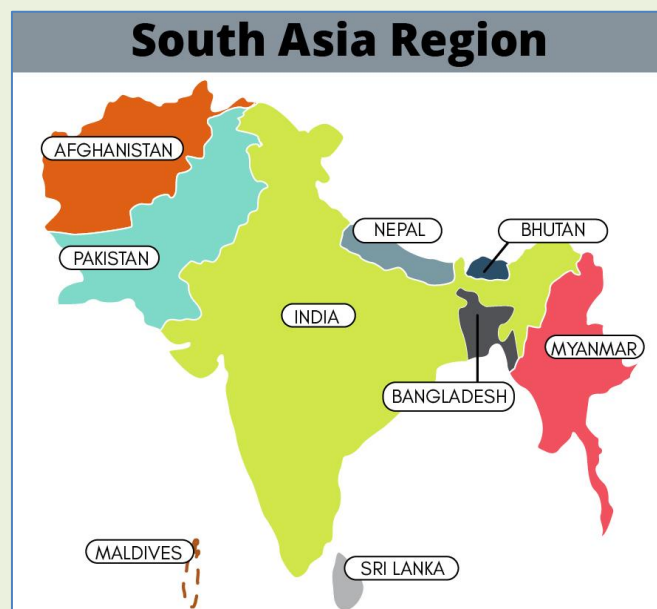 South Asia Region
AFGHANISTAN
PAKISTAN
NEPAL
BHUTAN
INDIA
MYANMAR
BANGLADESH
MALDIVES
SRI LANKA